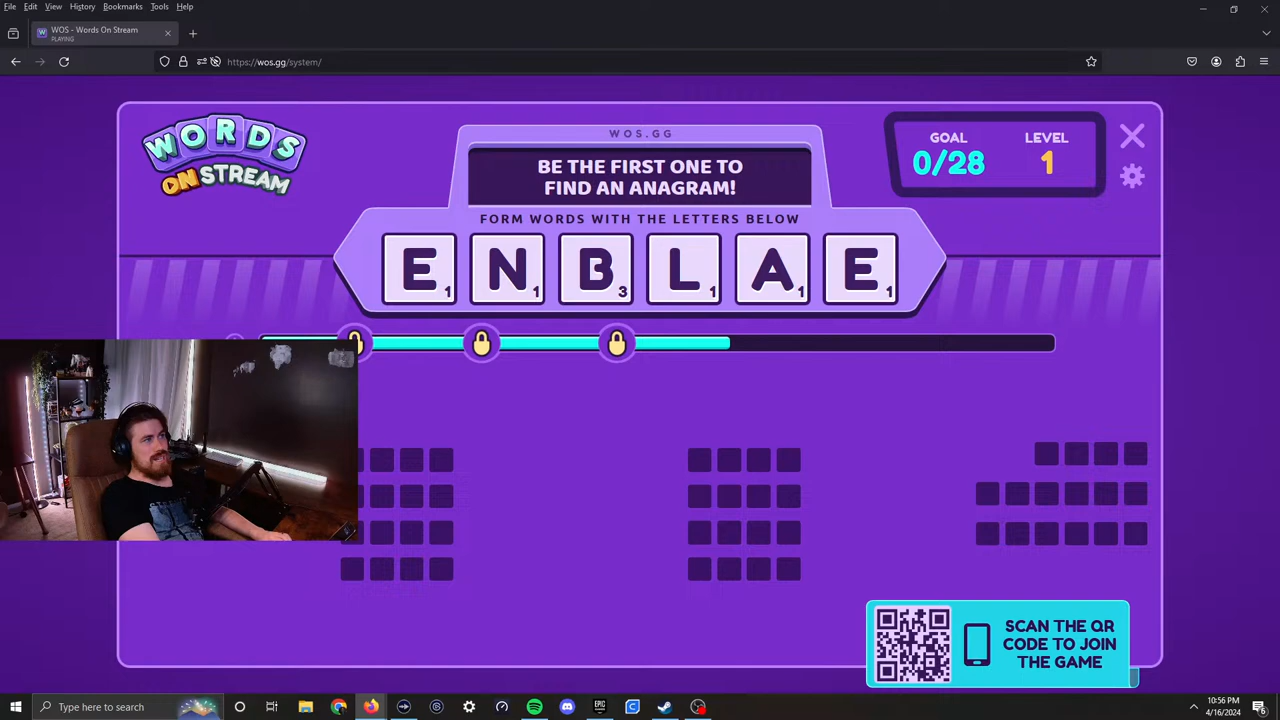 File Edit View History Bookmarks Tools Help
WOS - Words On Stream
PLAYING
https://wos.gg/system/
WORDS
ON STREAM
WOS.GG
BE THE FIRST ONE TO
FIND AN ANAGRAM!
GOAL LEVEL
0/28 1
FORM WORDS WITH THE LETTERS BELOW
E1 N1 B3 L1 A1 E1
SCAN THE QR
CODE TO JOIN
THE GAME
Type here to search
10:56 PM
4/16/2024